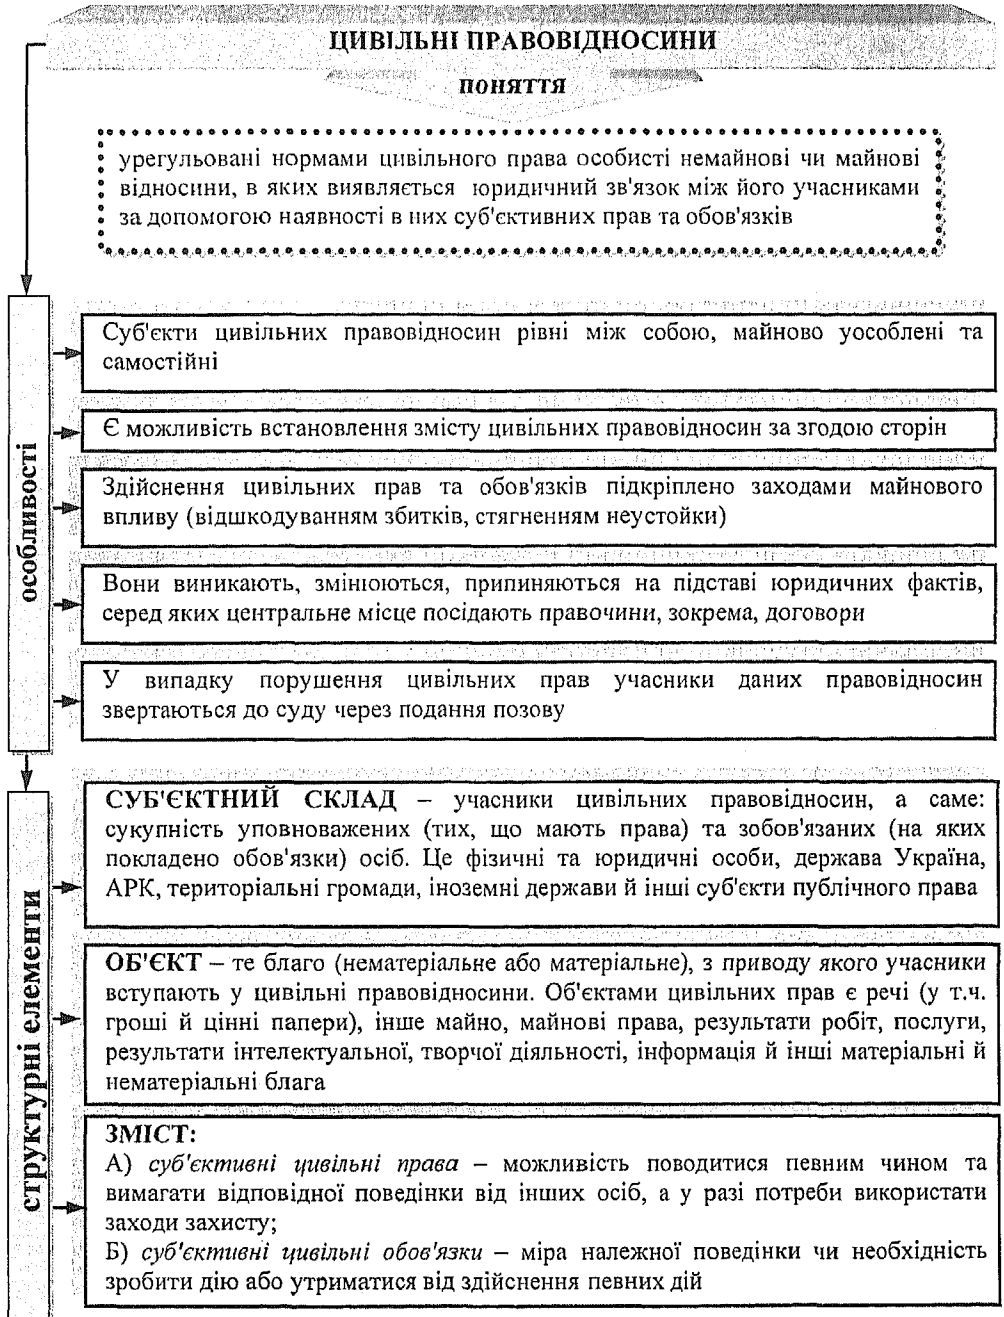 ЦИВІЛЬНІ ПРАВОВІДНОСИНИ
поняття
урегульовані нормами цивільного права особисті немайнові чи майнові
відносини, в яких виявляється юридичний зв'язок між його учасниками
за допомогою наявності в них суб'єктивних прав та обов'язків
особливості
Суб'єкти цивільних правовідносин рівні між собою, майново уособлені та
самостійні
Є можливість встановлення змісту цивільних правовідносин за згодою сторін
Здійснення цивільних прав та обов'язків підкріплено заходами майнового
впливу (відшкодуванням збитків, стягненням неустойки)
Вони виникають, змінюються, припиняються на підставі юридичних фактів,
серед яких центральне місце посідають правочини, зокрема, договори
У випадку порушення цивільних прав учасники даних правовідносин
звертаються до суду через подання позову
структурні елементи
СУБ'ЄКТНИЙ СКЛАД – учасники цивільних правовідносин, а саме:
сукупність уповноважених (тих, що мають права) та зобов'язаних (на яких
покладено обов'язки) осіб. Це фізичні та юридичні особи, держава Україна,
АРК, територіальні громади, іноземні держави й інші суб'єкти публічного права
ОБ'ЄКТ – те благо (нематеріальне або матеріальне), з приводу якого учасники
вступають у цивільні правовідносини. Об'єктами цивільних прав є речі (у т.ч.
гроші й цінні папери), інше майно, майнові права, результати робіт, послуги,
результати інтелектуальної, творчої діяльності, інформація й інші матеріальні й
нематеріальні блага
ЗМІСТ:
А) суб'єктивні цивільні права – можливість поводитися певним чином та
вимагати відповідної поведінки від інших осіб, а у разі потреби використати
заходи захисту;
Б) суб'єктивні цивільні обов'язки – міра належної поведінки чи необхідність
зробити дію або утриматися від здійснення певних дій